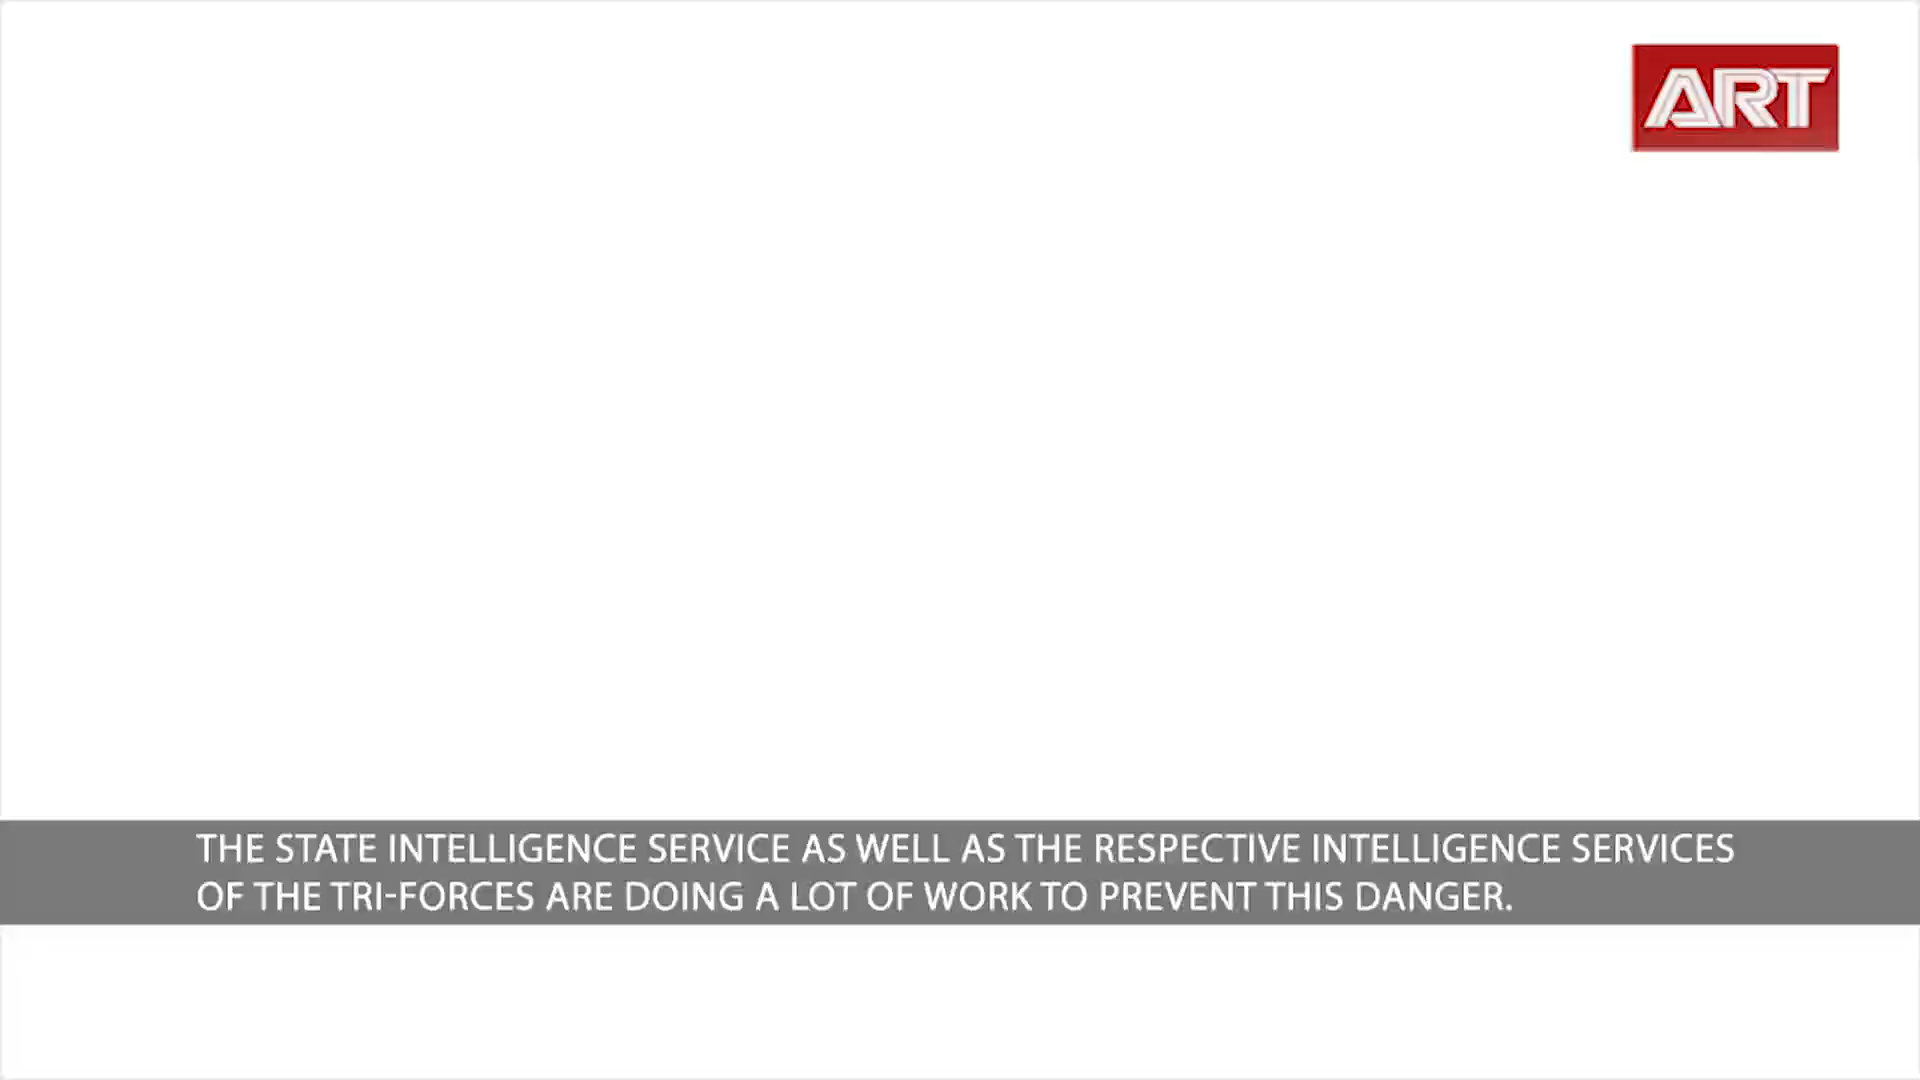 ART
THE STATE INTELLIGENCE SERVICE AS WELL AS THE RESPECTIVE INTELLIGENCE SERVICES
OF THE TRI-FORCES ARE DOING A LOT OF WORK TO PREVENT THIS DANGER.